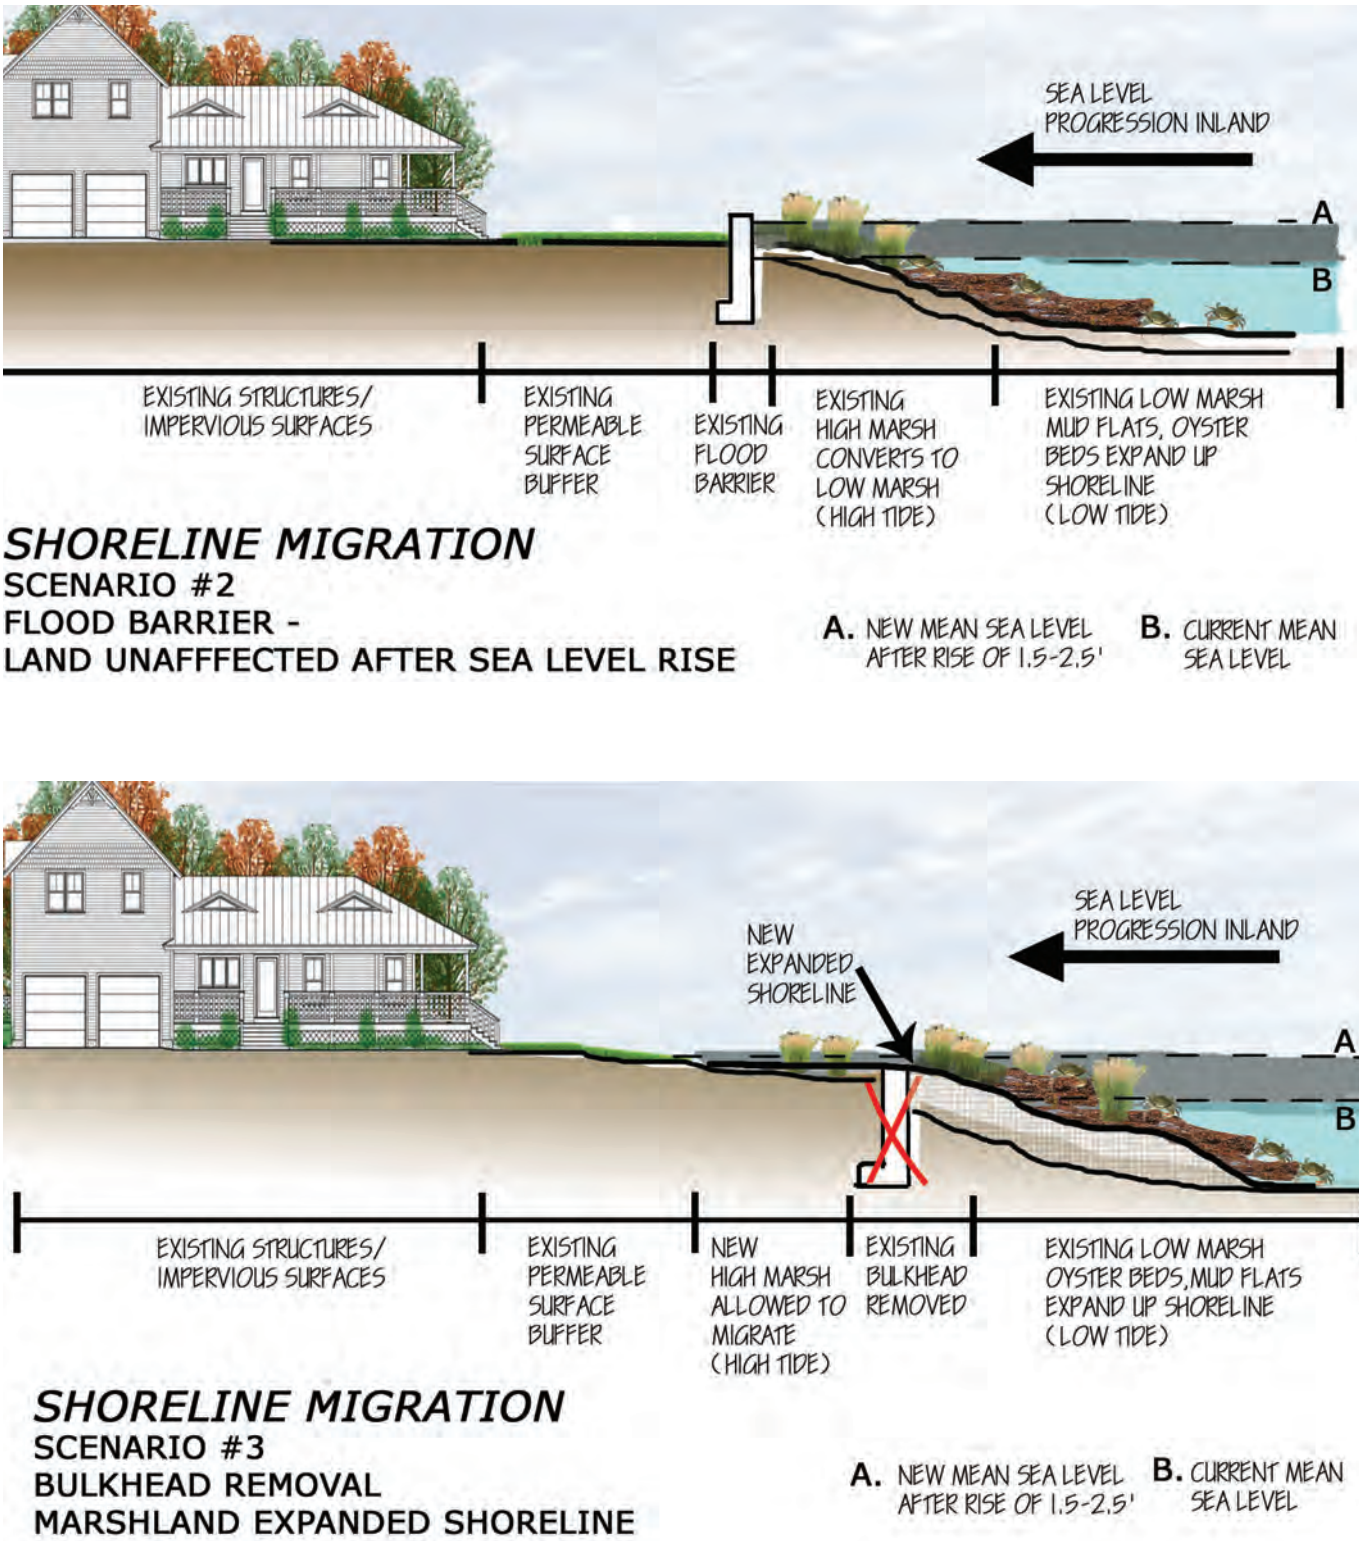 SEA LEVEL
PROGRESSION INLAND
A
B
EXISTING STRUCTURES/
IMPERVIOUS SURFACES
EXISTING
PERMEABLE
SURFACE
BUFFER
EXISTING
FLOOD
BARRIER
EXISTING
HIGH MARSH
CONVERTS TO
LOW MARSH
(HIGH TIDE)
EXISTING LOW MARSH
MUD FLATS, OYSTER
BEDS EXPAND UP
SHORELINE
(LOW TIDE)
SHORELINE MIGRATION
SCENARIO #2
FLOOD BARRIER -
LAND UNAFFFECTED AFTER SEA LEVEL RISE
A. NEW MEAN SEA LEVEL
AFTER RISE OF 1.5-2.5'
B. CURRENT MEAN
SEA LEVEL
SEA LEVEL
PROGRESSION INLAND
NEW
EXPANDED
SHORELINE
A
B
EXISTING STRUCTURES/
IMPERVIOUS SURFACES
EXISTING
PERMEABLE
SURFACE
BUFFER
NEW
HIGH MARSH
ALLOWED TO
MIGRATE
(HIGH TIDE)
EXISTING
BULKHEAD
REMOVED
EXISTING LOW MARSH
OYSTER BEDS,MUD FLATS
EXPAND UP SHORELINE
(LOW TIDE)
SHORELINE MIGRATION
SCENARIO #3
BULKHEAD REMOVAL
MARSHLAND EXPANDED SHORELINE
A. NEW MEAN SEA LEVEL
AFTER RISE OF 1.5-2.5'
B. CURRENT MEAN
SEA LEVEL